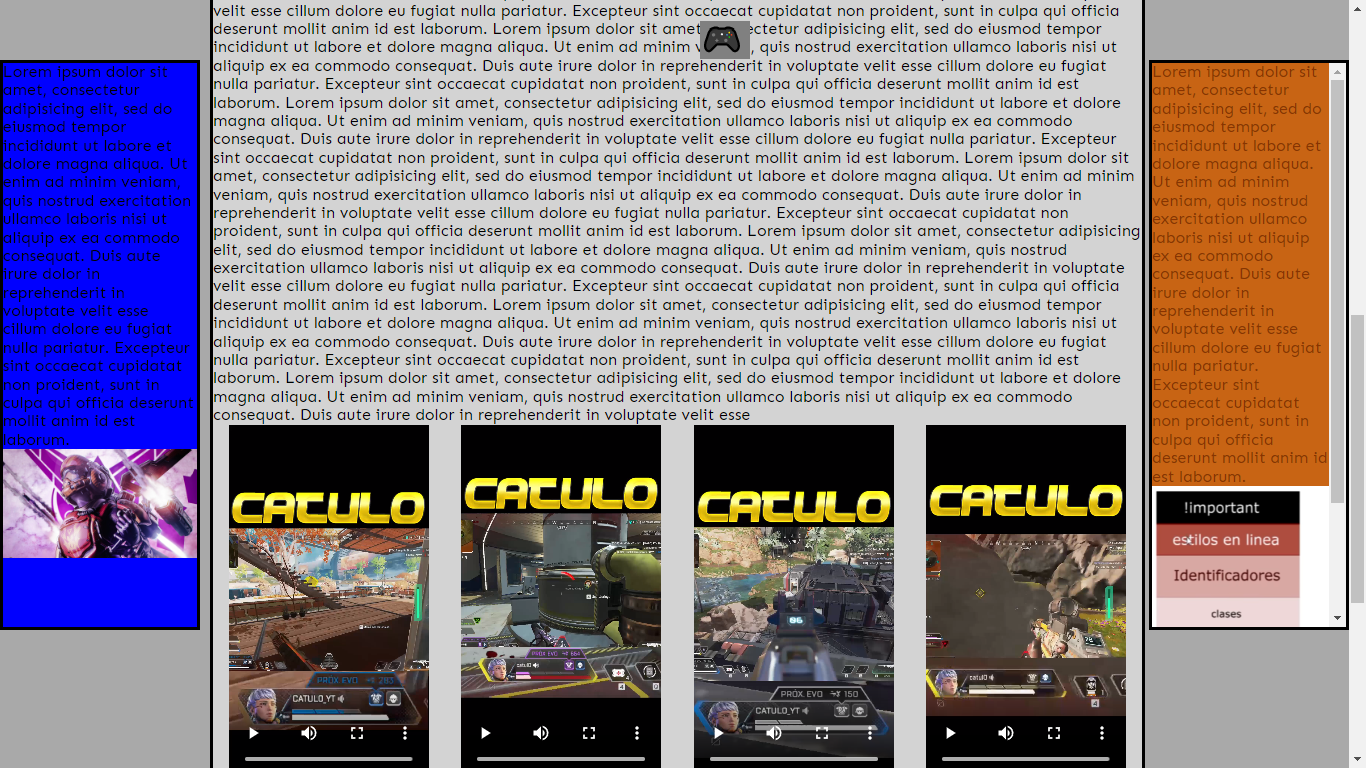 Lorem ipsum dolor sit
amet, consectetur
adipisicing elit, sed do
eiusmod tempor
incididunt ut labore et
dolore magna aliqua. Ut
enim ad minim veniam,
quis nostrud exercitation
ullamco laboris nisi ut
aliquip ex ea commodo
consequat. Duis aute
irure dolor in
reprehenderit in
voluptate velit esse
cillum dolore eu fugiat
nulla pariatur. Excepteur
sint occaecat cupidatat
non proident, sunt in
culpa qui officia deserunt
mollit anim id est
laborum.
velit esse cillum dolore eu fugiat nulla pariatur. Excepteur sint occaecat cupidatat non proident, sunt in culpa qui officia
deserunt mollit anim id est laborum. Lorem ipsum dolor sit amet adipisicing elit, sed do eiusmod tempor
incididunt ut labore et dolore magna aliqua. Ut enim ad minim , quis nostrud exercitation ullamco laboris nisi ut
aliquip ex ea commodo consequat. Duis aute irure dolor in reprehenderit in voluptate velit esse cillum dolore eu fugiat
nulla pariatur. Excepteur sint occaecat cupidatat non proident, sunt in culpa qui officia deserunt mollit anim id est
laborum. Lorem ipsum dolor sit amet, consectetur adipisicing elit, sed do eiusmod tempor incididunt ut labore et dolore
magna aliqua. Ut enim ad minim veniam, quis nostrud exercitation ullamco laboris nisi ut aliquip ex ea commodo
consequat. Duis aute irure dolor in reprehenderit in voluptate velit esse cillum dolore eu fugiat nulla pariatur. Excepteur
sint occaecat cupidatat non proident, sunt in culpa qui officia deserunt mollit anim id est laborum. Lorem ipsum dolor sit
amet, consectetur adipisicing elit, sed do eiusmod tempor incididunt ut labore et dolore magna aliqua. Ut enim ad minim
veniam, quis nostrud exercitation ullamco laboris nisi ut aliquip ex ea commodo consequat. Duis aute irure dolor in
reprehenderit in voluptate velit esse cillum dolore eu fugiat nulla pariatur. Excepteur sint occaecat cupidatat non
proident, sunt in culpa qui officia deserunt mollit anim id est laborum. Lorem ipsum dolor sit amet, consectetur adipisicing
elit, sed do eiusmod tempor incididunt ut labore et dolore magna aliqua. Ut enim ad minim veniam, quis nostrud
exercitation ullamco laboris nisi ut aliquip ex ea commodo consequat. Duis aute irure dolor in reprehenderit in voluptate
velit esse cillum dolore eu fugiat nulla pariatur. Excepteur sint occaecat cupidatat non proident, sunt in culpa qui officia
deserunt mollit anim id est laborum. Lorem ipsum dolor sit amet, consectetur adipisicing elit, sed do eiusmod tempor
incididunt ut labore et dolore magna aliqua. Ut enim ad minim veniam, quis nostrud exercitation ullamco laboris nisi ut
aliquip ex ea commodo consequat. Duis aute irure dolor in reprehenderit in voluptate velit esse cillum dolore eu fugiat
nulla pariatur. Excepteur sint occaecat cupidatat non proident, sunt in culpa qui officia deserunt mollit anim id est
laborum. Lorem ipsum dolor sit amet, consectetur adipisicing elit, sed do eiusmod tempor incididunt ut labore et dolore
magna aliqua. Ut enim ad minim veniam, quis nostrud exercitation ullamco laboris nisi ut aliquip ex ea commodo
consequat. Duis aute irure dolor in reprehenderit in voluptate velit esse
CATULO
PRÓX. EVO 283
CATULO_YT
CATULO
PRÓX. EVO 664
catulO
CATULO
06
PRÓX. EVO 150
CATULO_YT
CATULO
catulO
Lorem ipsum dolor sit
amet, consectetur
adipisicing elit, sed do
eiusmod tempor
incididunt ut labore et
dolore magna aliqua.
Ut enim ad minim
veniam, quis nostrud
exercitation ullamco
laboris nisi ut aliquip
ex ea commodo
consequat. Duis aute
irure dolor in
reprehenderit in
voluptate velit esse
cillum dolore eu fugiat
nulla pariatur.
Excepteur sint
occaecat cupidatat
non proident, sunt in
culpa qui officia
deserunt mollit anim id
est laborum.
!important
estilos en linea
Identificadores
clases